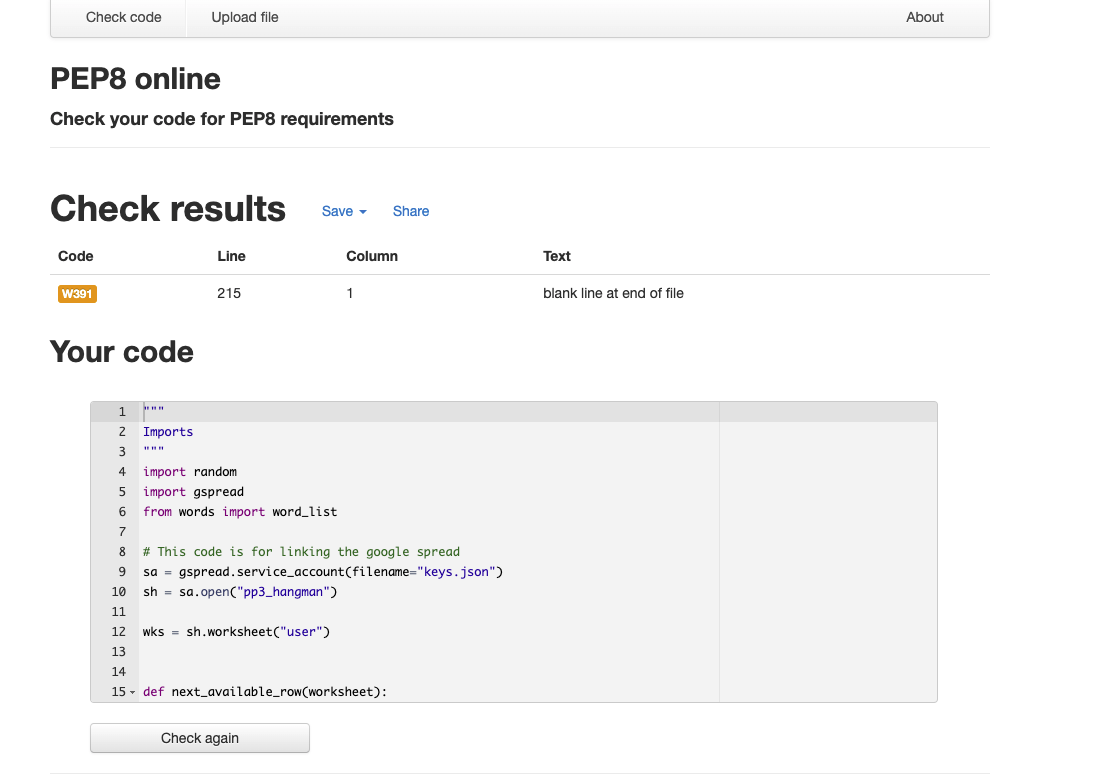 Check code Upload file About
PEP8 online
Check your code for PEP8 requirements
Check results Save Share
Code Line Column Text
W391 215 1 blank line at end of file
Your code
1 """
2 Imports
3 """
4 import random
5 import gspread
6 from words import word_list
7
8 # This code is for linking the google spread
9 sa = gspread.service_account(filename="keys.json")
10 sh = sa.open("pp3_hangman")
11
12 wks = sh.worksheet("user")
13
14
15 def next_available_row(worksheet):
Check again